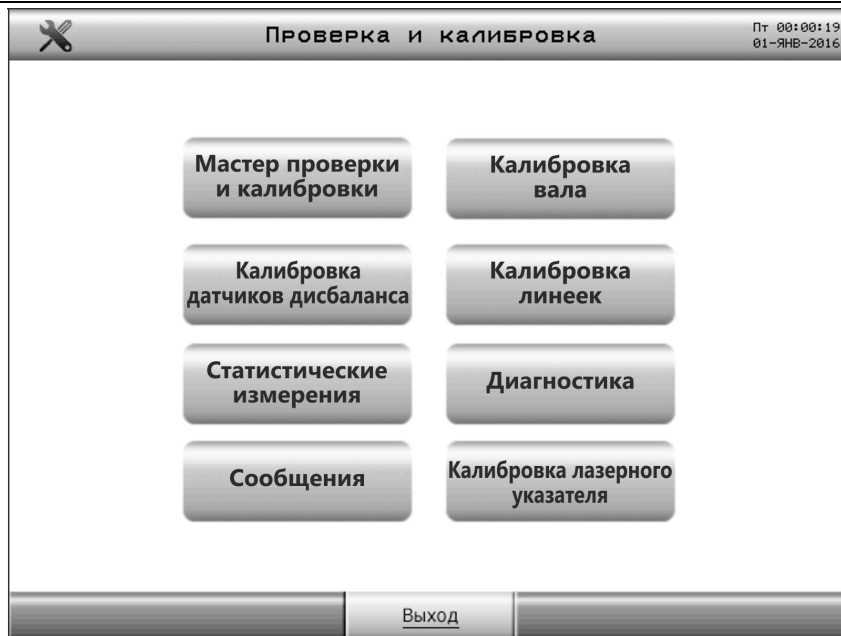 Проверка и калибровка
Пт 00:00:19
01-ЯНВ-2016
Мастер проверки
и калибровки
Калибровка
вала
Калибровка
датчиков дисбаланса
Калибровка
линеек
Статистические
измерения
Диагностика
Сообщения
Калибровка лазерного
указателя
Выход